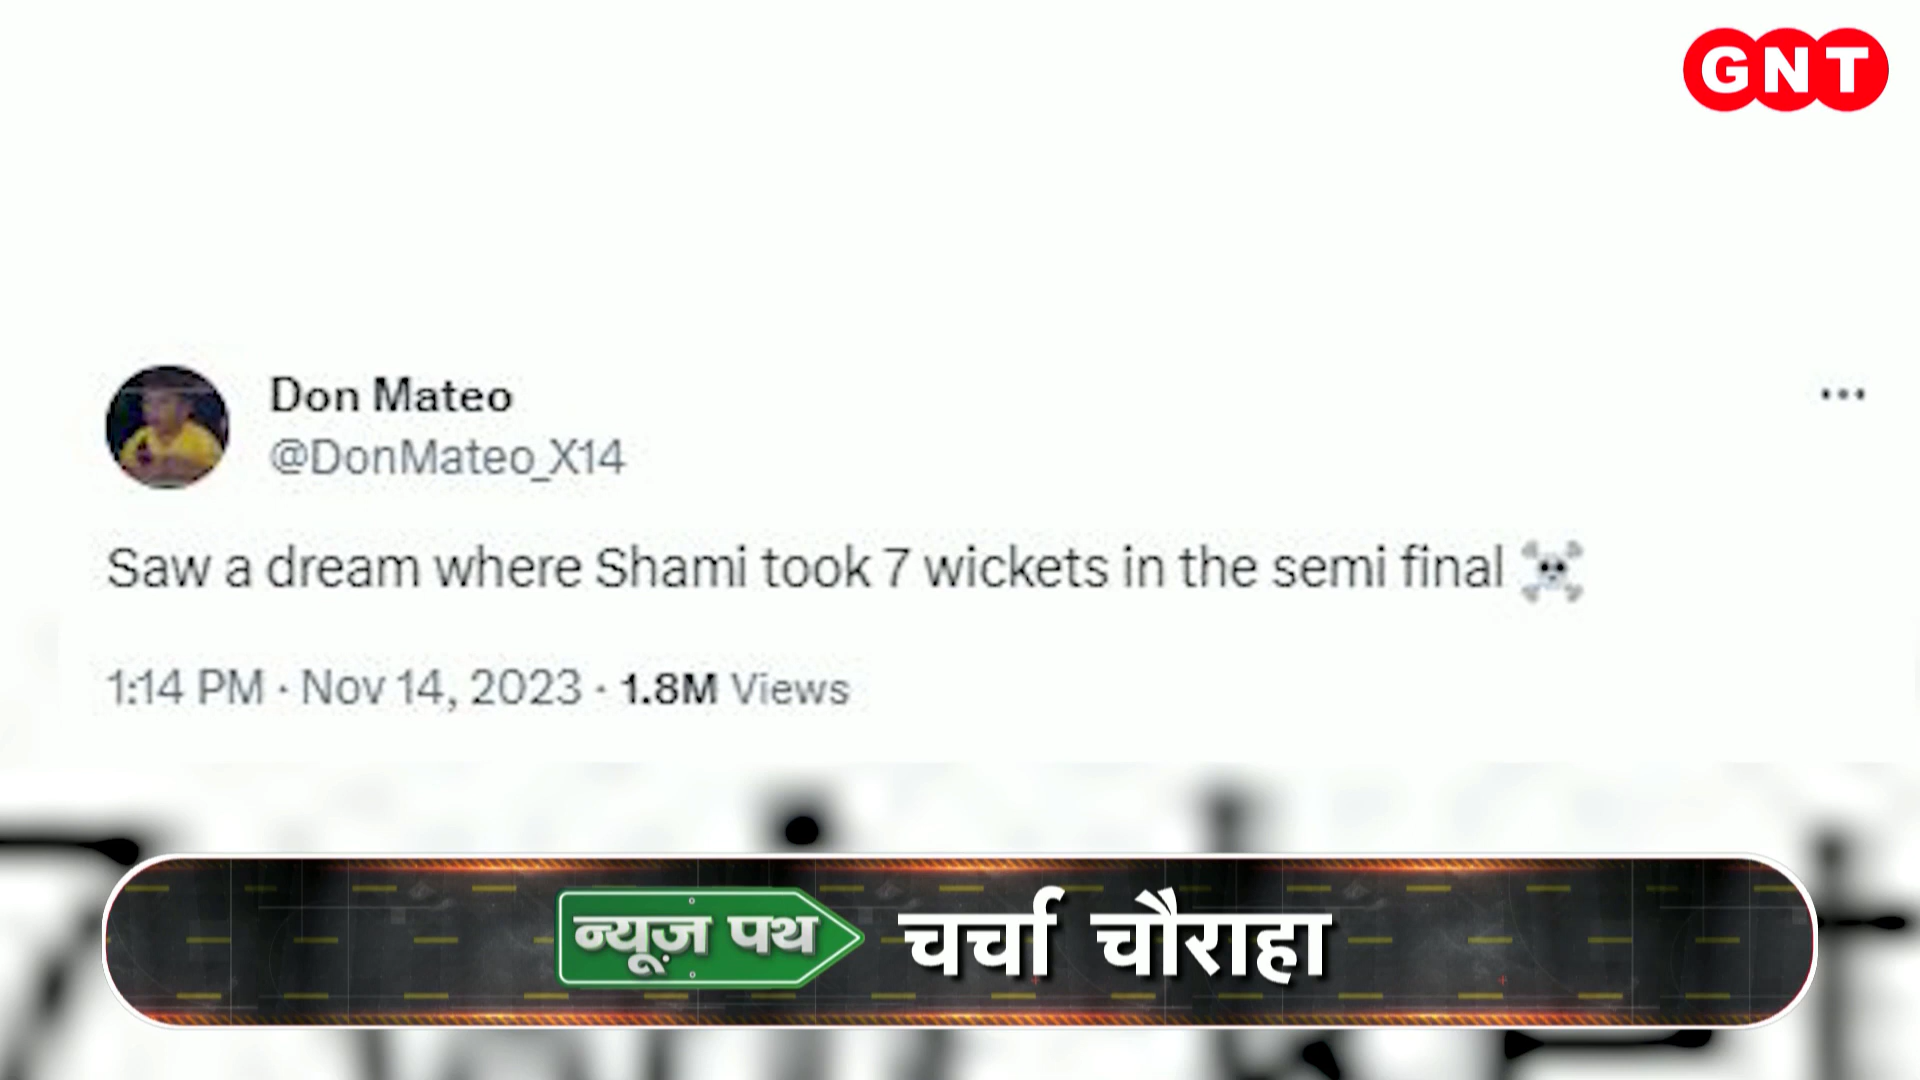 GNT
Don Mateo
@DonMateo_X14
Saw a dream where Shami took 7 wickets in the semi final ☠️
1:14 PM · Nov 14, 2023 · 1.8M Views
न्यूज़ पथ चर्चा चौराहा